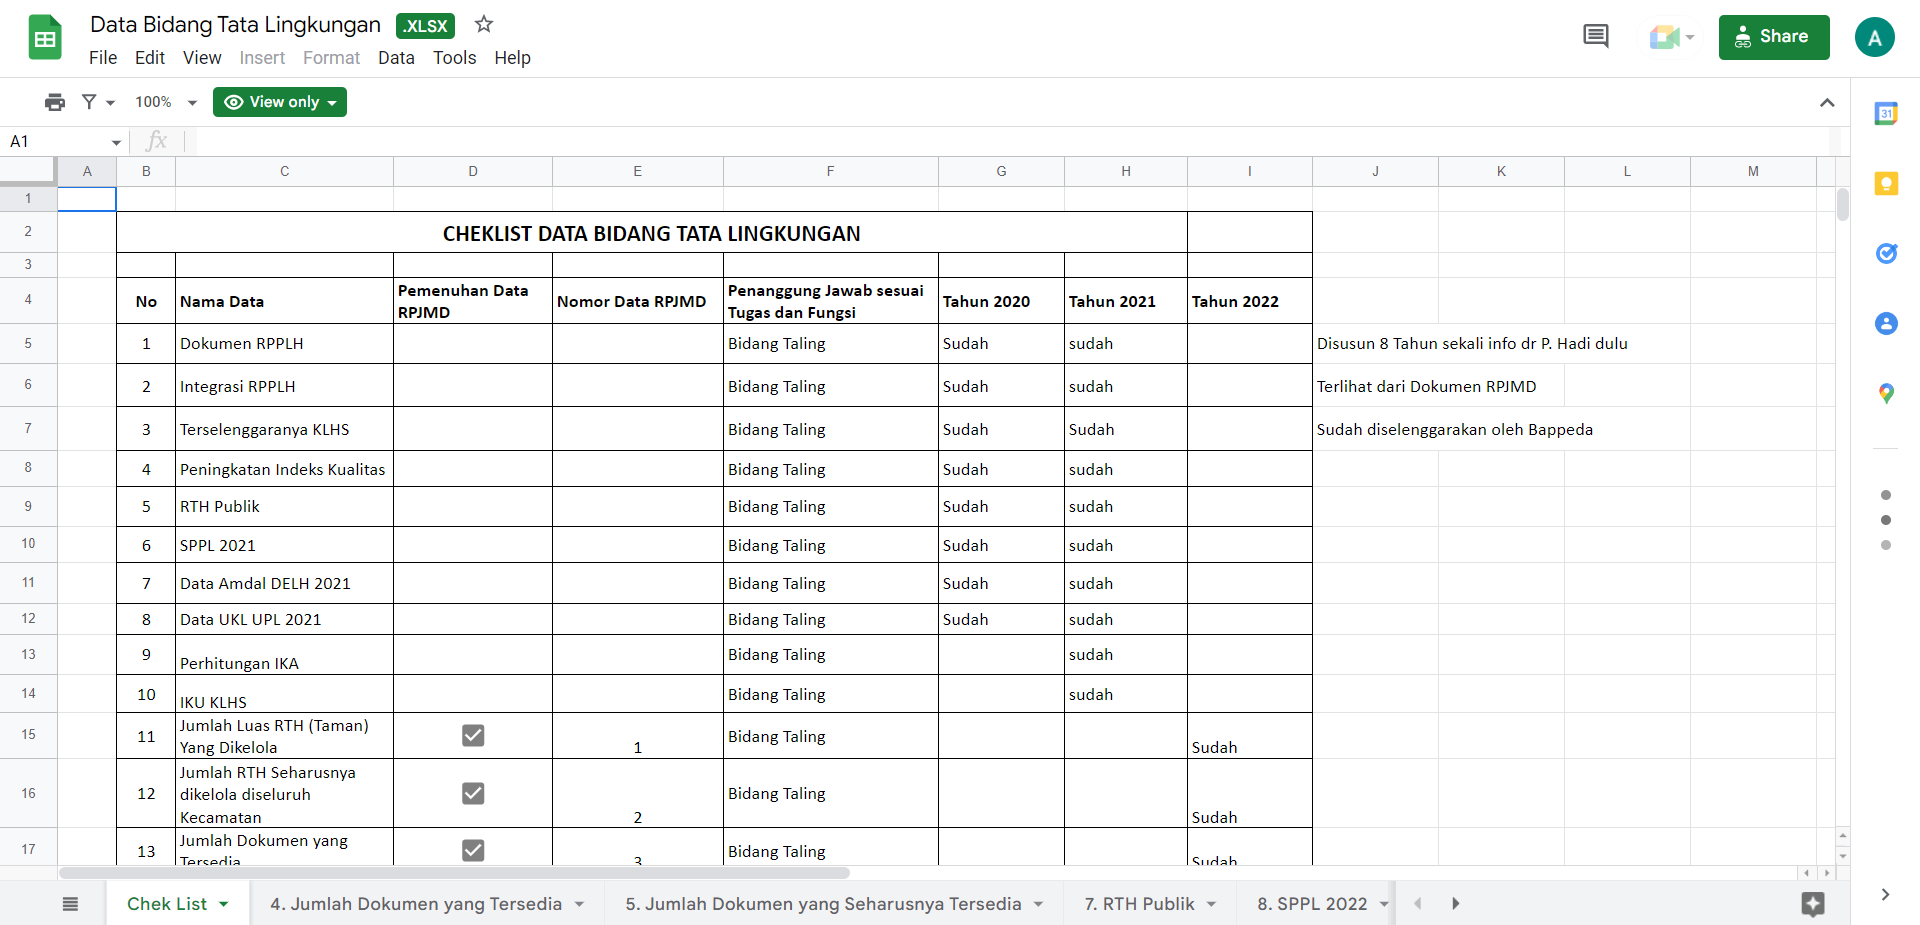 Data Bidang Tata Lingkungan .XLSX
File Edit View Insert Format Data Tools Help
Share
A
100% View only
31
A1 fx
A B C D E F G H I J K L M
1
2 CHEKLIST DATA BIDANG TATA LINGKUNGAN
3
4 No Nama Data Pemenuhan Data RPJMD Nomor Data RPJMD Penanggung Jawab sesuai Tugas dan Fungsi Tahun 2020 Tahun 2021 Tahun 2022
5 1 Dokumen RPPLH Bidang Taling Sudah sudah Disusun 8 Tahun sekali info dr P. Hadi dulu
6 2 Integrasi RPPLH Bidang Taling Sudah sudah Terlihat dari Dokumen RPJMD
7 3 Terselenggaranya KLHS Bidang Taling Sudah Sudah Sudah diselenggarakan oleh Bappeda
8 4 Peningkatan Indeks Kualitas Bidang Taling Sudah sudah
9 5 RTH Publik Bidang Taling Sudah sudah
10 6 SPPL 2021 Bidang Taling Sudah sudah
11 7 Data Amdal DELH 2021 Bidang Taling Sudah sudah
12 8 Data UKL UPL 2021 Bidang Taling Sudah sudah
13 9 Perhitungan IKA Bidang Taling sudah
14 10 IKU KLHS Bidang Taling sudah
15 11 Jumlah Luas RTH (Taman) Yang Dikelola 1 Bidang Taling Sudah
16 12 Jumlah RTH Seharusnya dikelola diseluruh Kecamatan 2 Bidang Taling Sudah
17 13 Jumlah Dokumen yang Tersedia 3 Bidang Taling Sudah
Chek List 4. Jumlah Dokumen yang Tersedia 5. Jumlah Dokumen yang Seharusnya Tersedia 7. RTH Publik 8. SPPL 2022